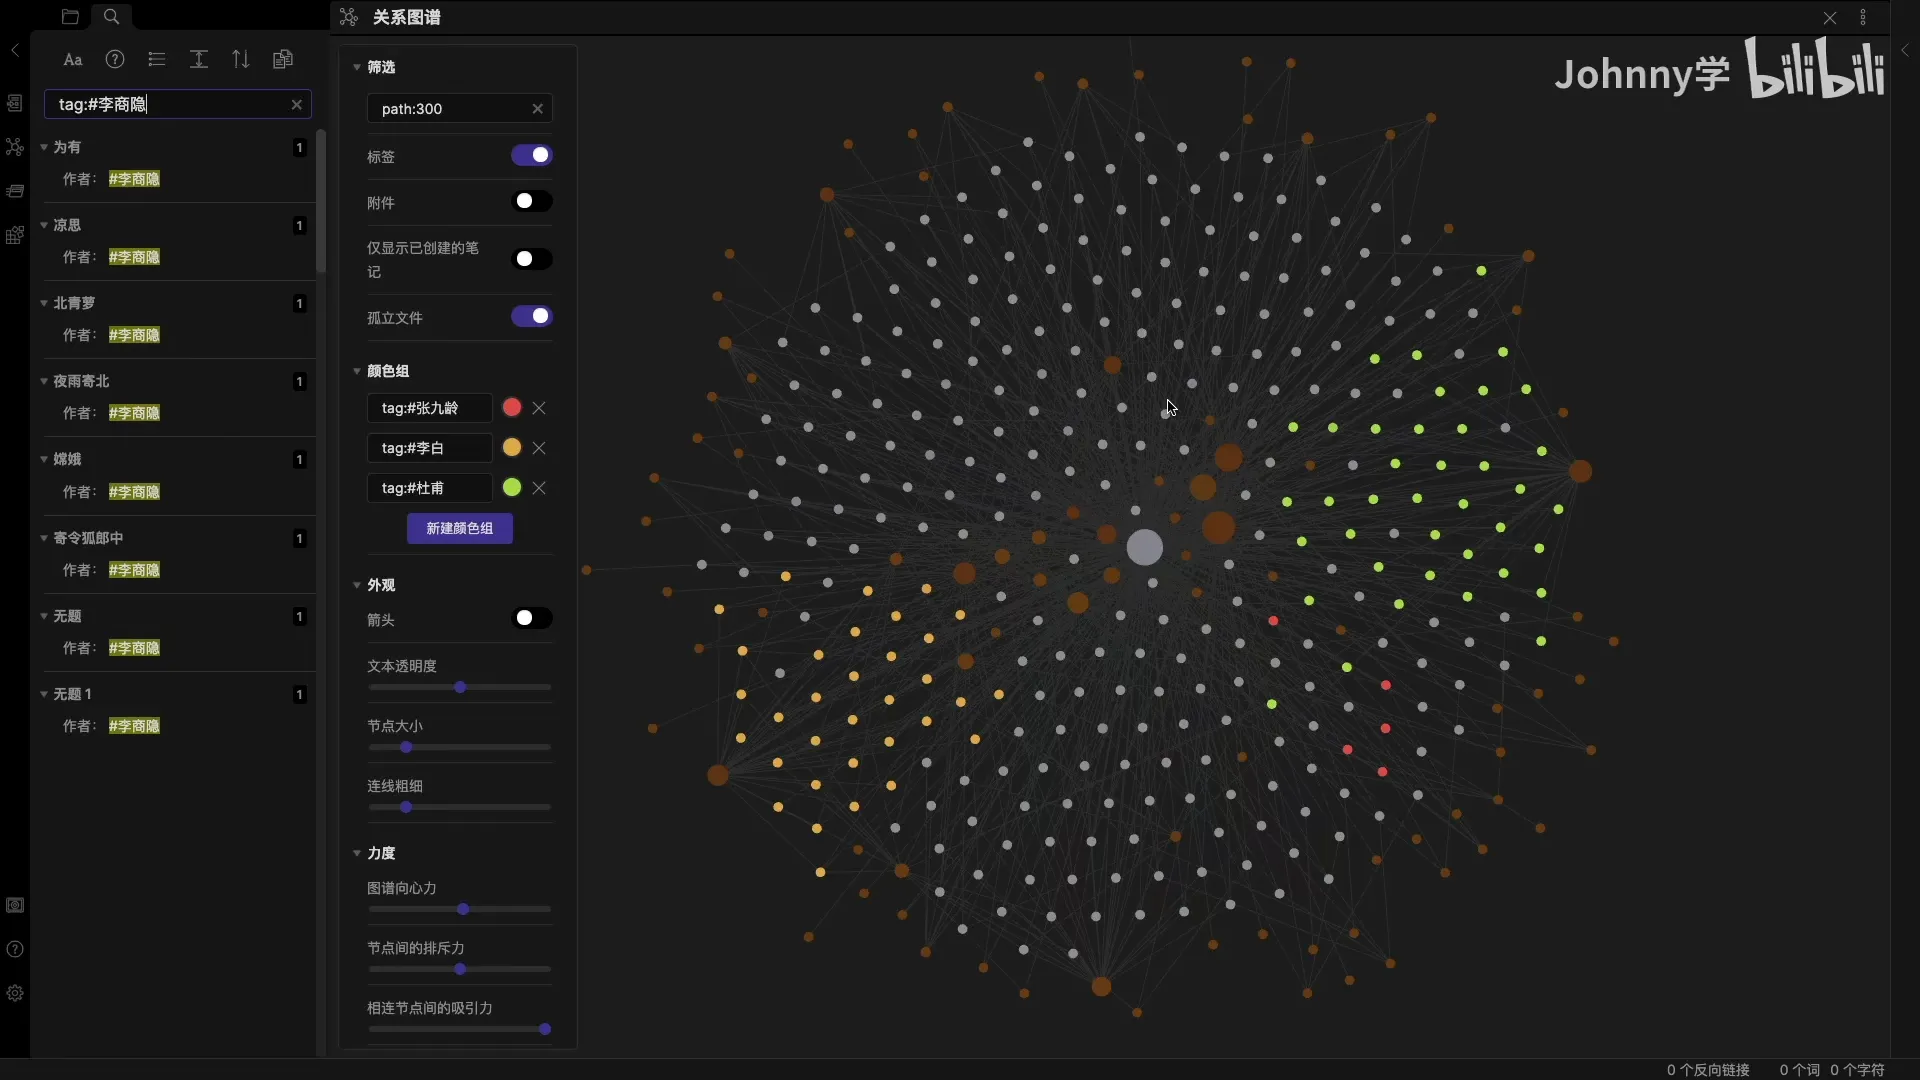 关系图谱
Johnny学 bilibili
Aa
tag:#李商隐
为有 1
作者: #李商隐
凉思 1
作者: #李商隐
北青萝 1
作者: #李商隐
夜雨寄北 1
作者: #李商隐
嫦娥 1
作者: #李商隐
寄令狐郎中 1
作者: #李商隐
无题 1
作者: #李商隐
无题 1 1
作者: #李商隐
筛选
path:300
标签
附件
仅显示已创建的笔
记
孤立文件
颜色组
tag:#张九龄
tag:#李白
tag:#杜甫
新建颜色组
外观
箭头
文本透明度
节点大小
连线粗细
力度
图谱向心力
节点间的排斥力
相连节点间的吸引力
0 个反向链接 0 个词 0 个字符